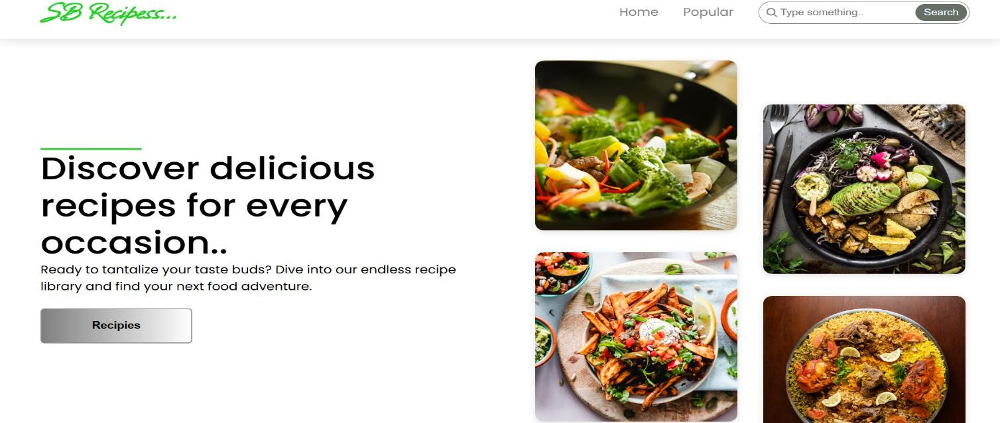 SB Recipess...
Home
Popular
Type something..
Search
Discover delicious
recipes for every
occasion..
Ready to tantalize your taste buds? Dive into our endless recipe
library and find your next food adventure.
Recipies